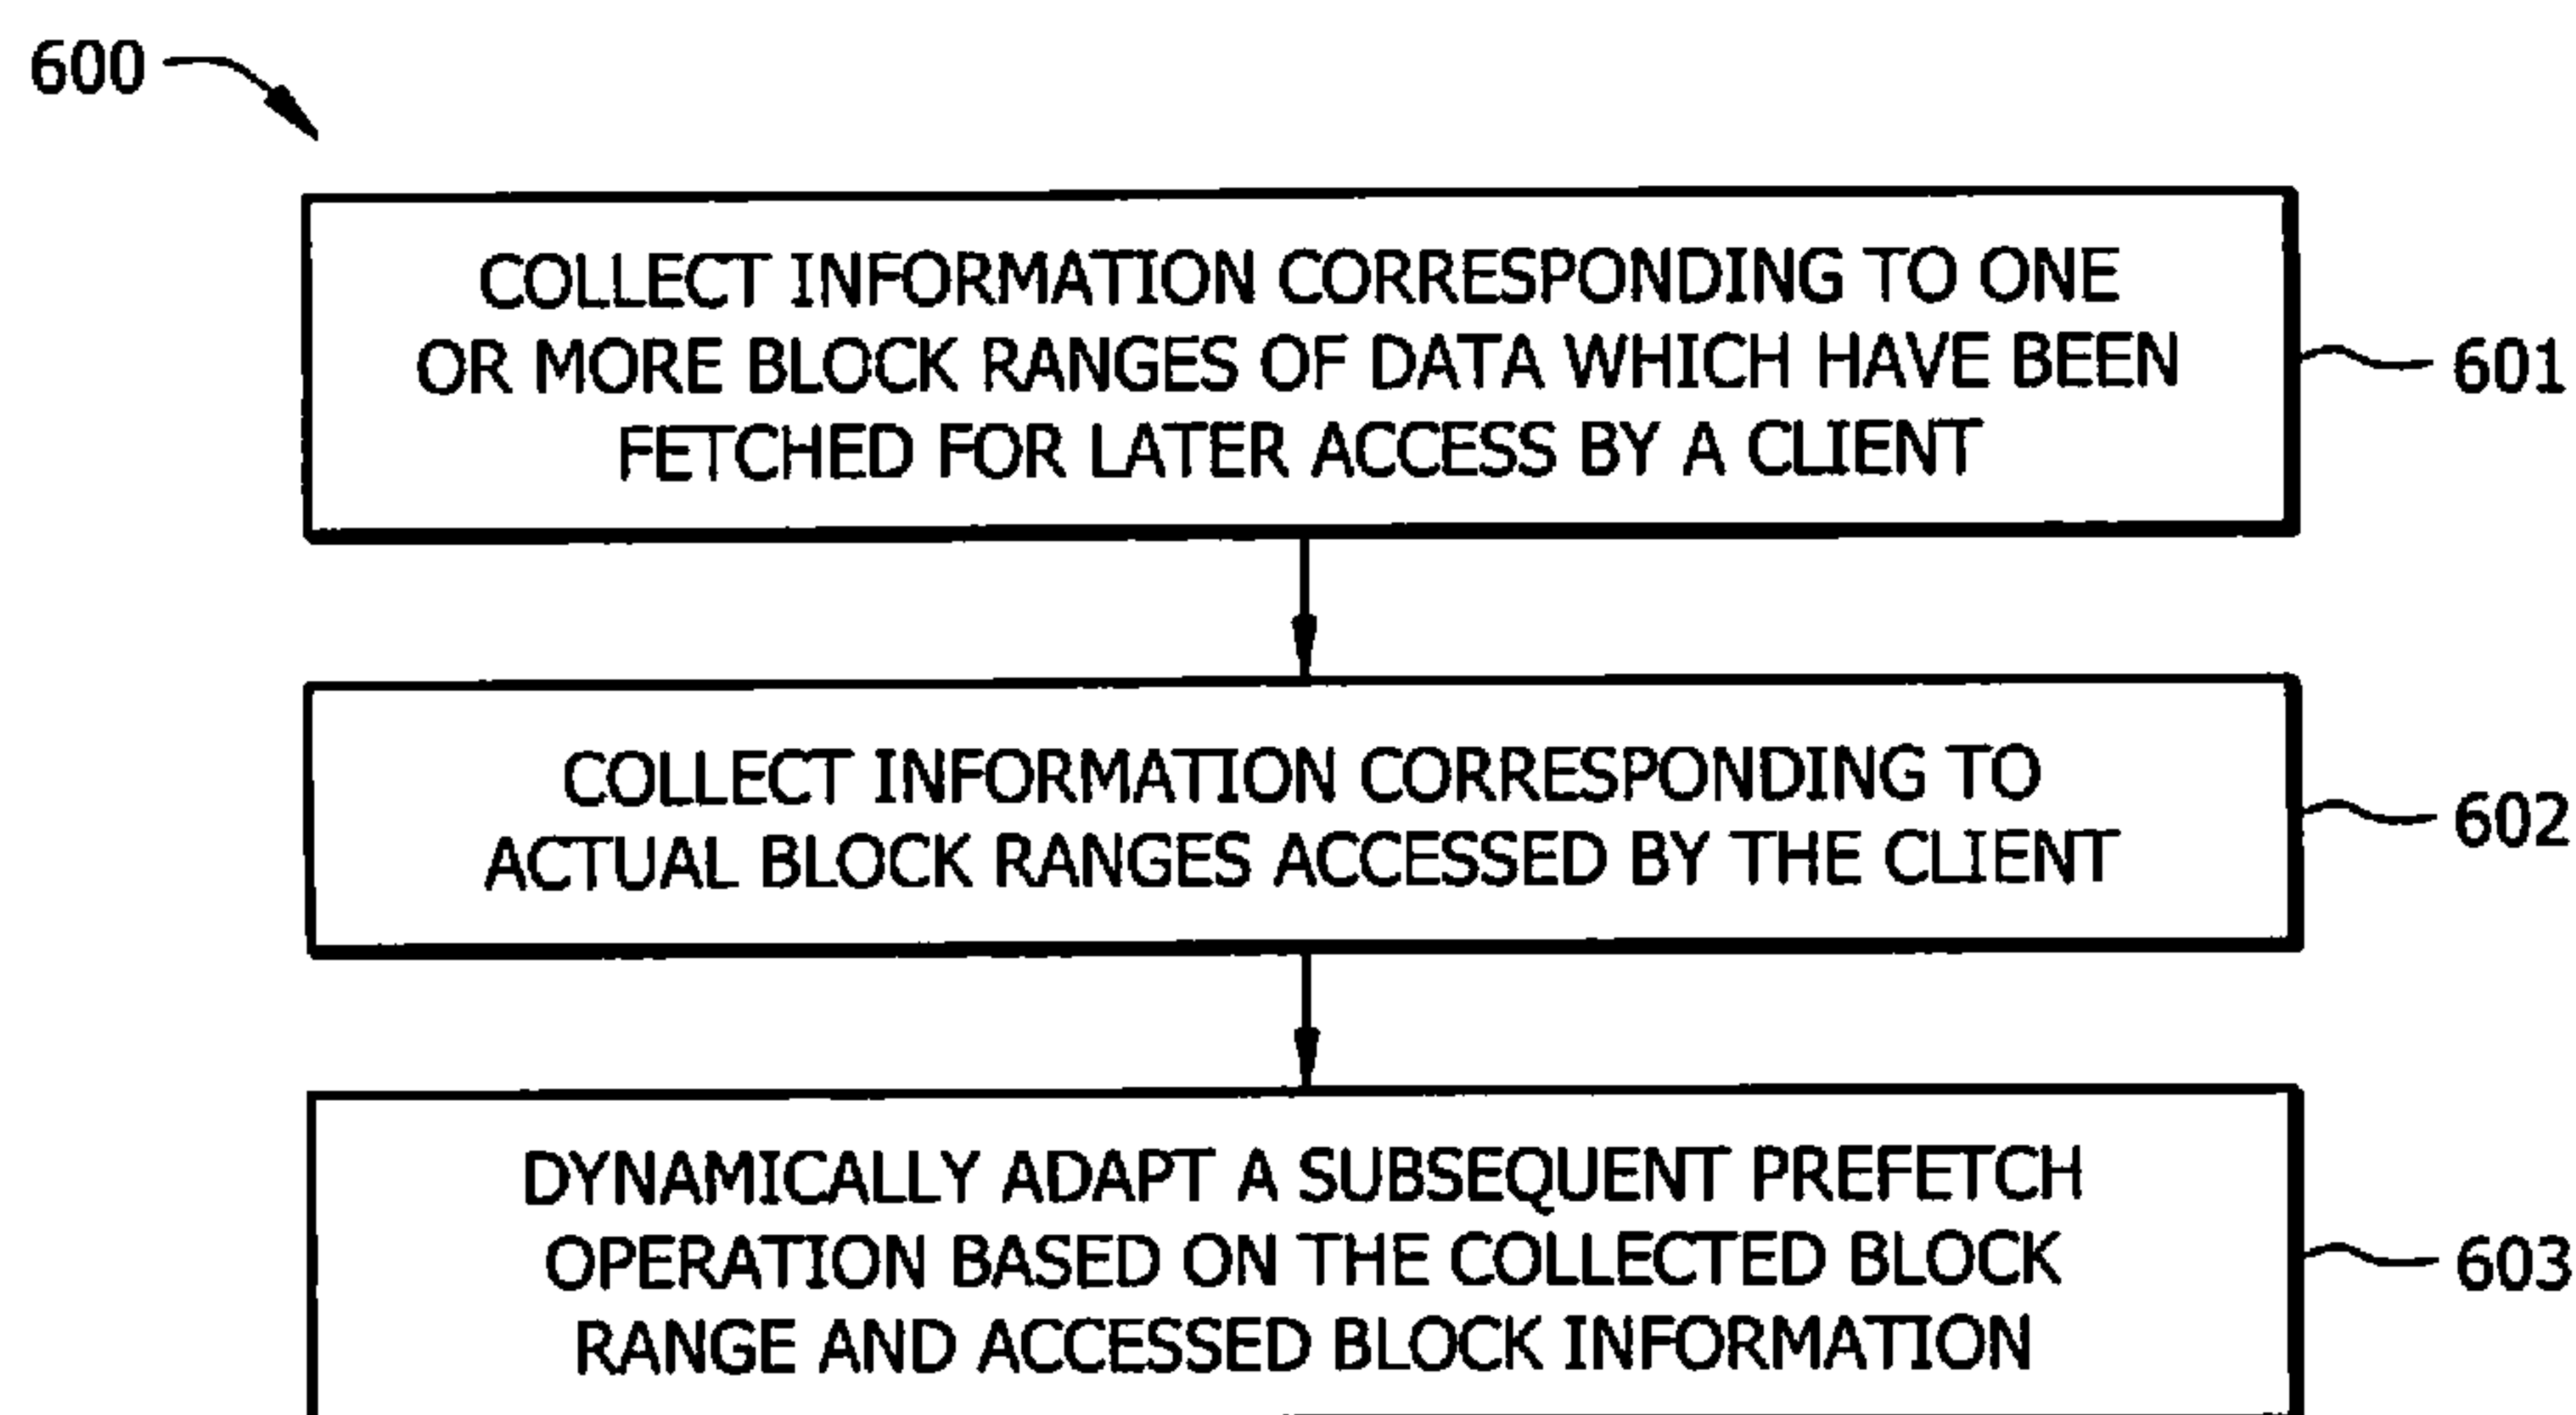 600
COLLECT INFORMATION CORRESPONDING TO ONE
OR MORE BLOCK RANGES OF DATA WHICH HAVE BEEN
FETCHED FOR LATER ACCESS BY A CLIENT
601
COLLECT INFORMATION CORRESPONDING TO
ACTUAL BLOCK RANGES ACCESSED BY THE CLIENT
602
DYNAMICALLY ADAPT A SUBSEQUENT PREFETCH
OPERATION BASED ON THE COLLECTED BLOCK
RANGE AND ACCESSED BLOCK INFORMATION
603